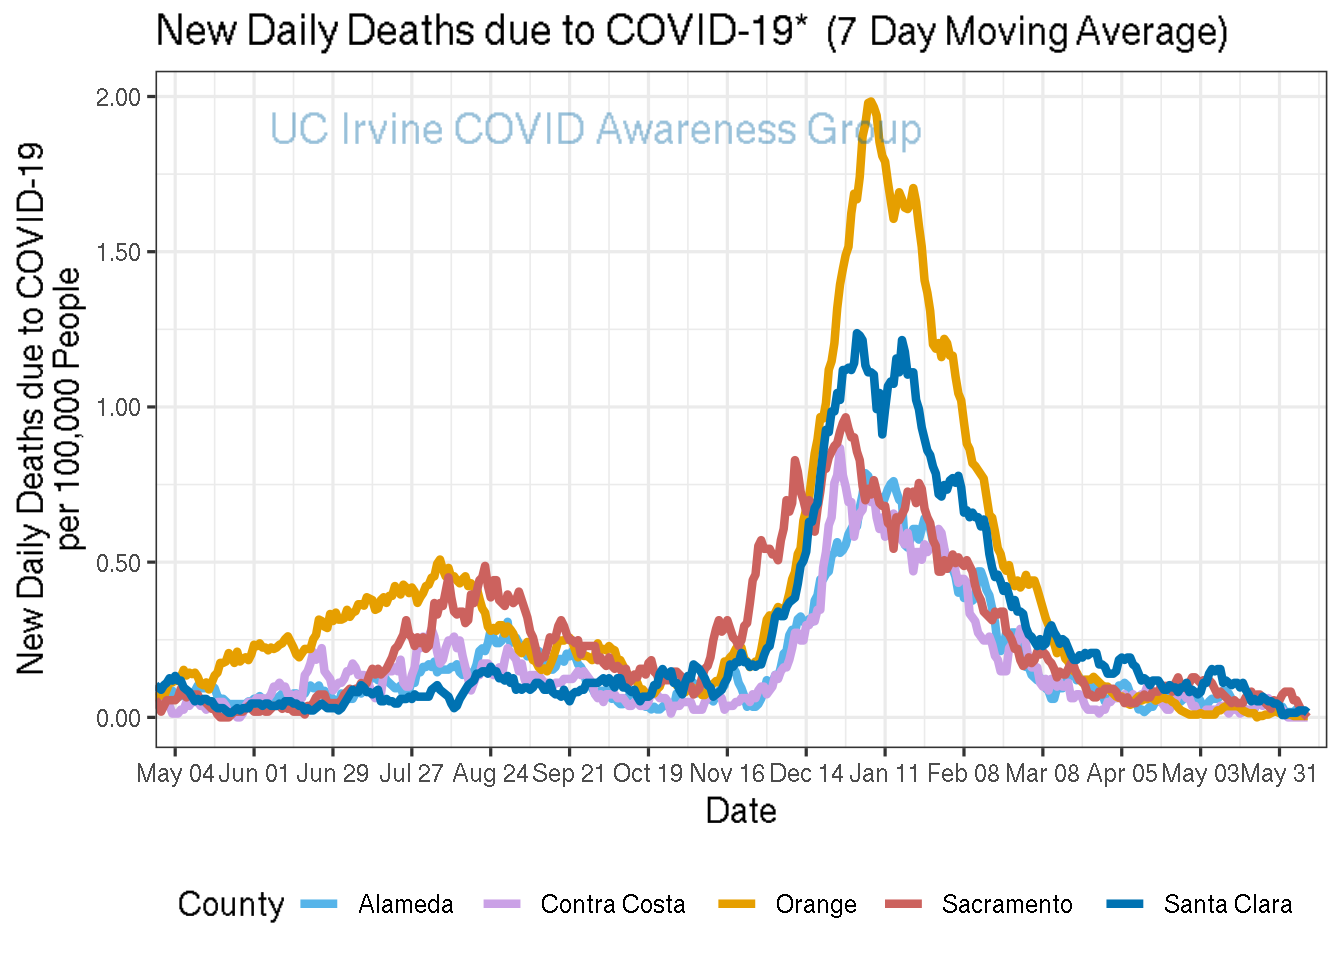 New Daily Deaths due to COVID-19* (7 Day Moving Average)
UC Irvine COVID Awareness Group
New Daily Deaths due to COVID-19
per 100,000 People
2.00
1.50
1.00
0.50
0.00
May 04 Jun 01 Jun 29 Jul 27 Aug 24 Sep 21 Oct 19 Nov 16 Dec 14 Jan 11 Feb 08 Mar 08 Apr 05 May 03 May 31
Date
County Alameda Contra Costa Orange Sacramento Santa Clara